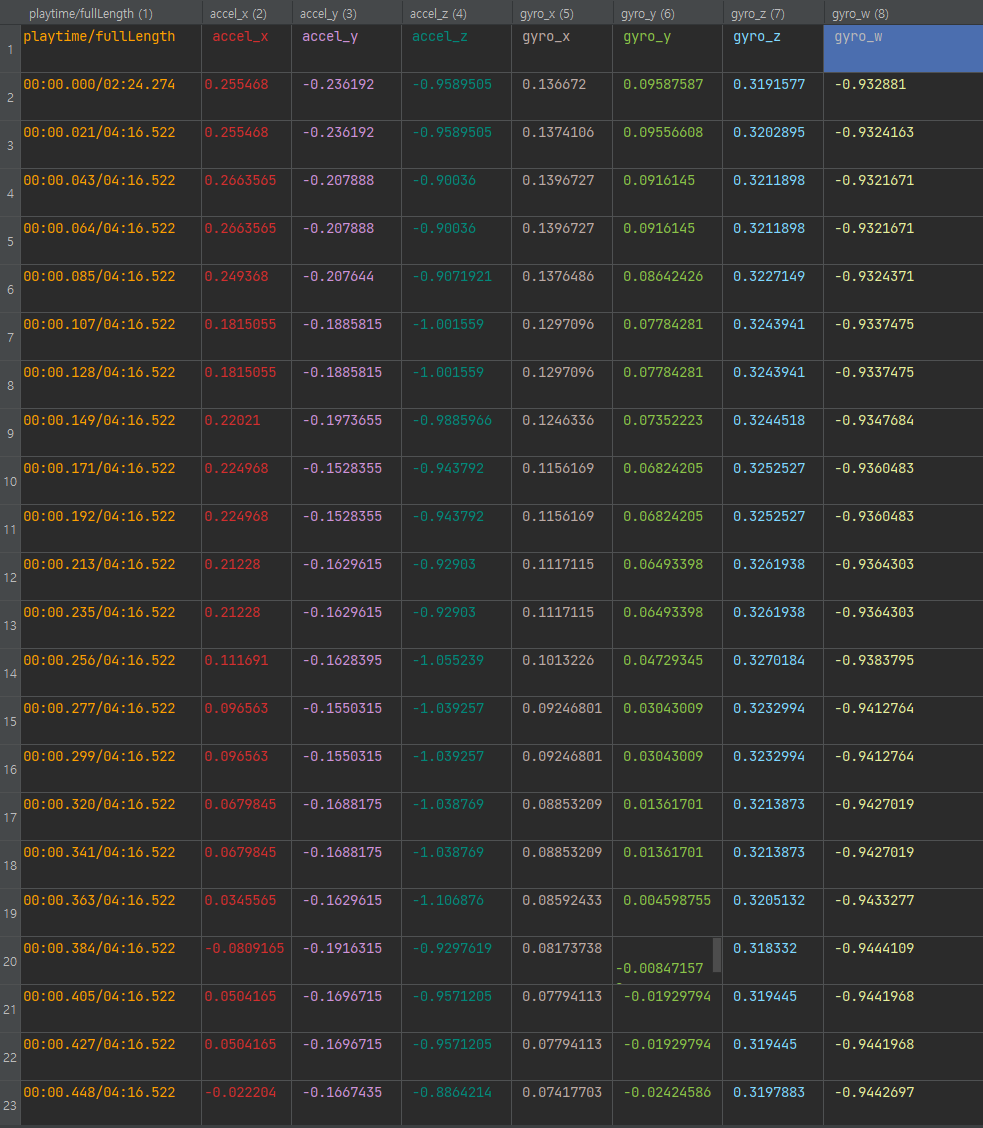 playtime/fullLength (1) accel_x (2) accel_y (3) accel_z (4) gyro_x (5) gyro_y (6) gyro_z (7) gyro_w (8)
1 playtime/fullLength accel_x accel_y accel_z gyro_x gyro_y gyro_z gyro_w
2 00:00.000/02:24.274 0.255468 -0.236192 -0.9589505 0.136672 0.09587587 0.3191577 -0.932881
3 00:00.021/04:16.522 0.255468 -0.236192 -0.9589505 0.1374106 0.09556608 0.3202895 -0.9324163
4 00:00.043/04:16.522 0.2663565 -0.207888 -0.90036 0.1396727 0.0916145 0.3211898 -0.9321671
5 00:00.064/04:16.522 0.2663565 -0.207888 -0.90036 0.1396727 0.0916145 0.3211898 -0.9321671
6 00:00.085/04:16.522 0.249368 -0.207644 -0.9071921 0.1376486 0.08642426 0.3227149 -0.9324371
7 00:00.107/04:16.522 0.1815055 -0.1885815 -1.001559 0.1297096 0.07784281 0.3243941 -0.9337475
8 00:00.128/04:16.522 0.1815055 -0.1885815 -1.001559 0.1297096 0.07784281 0.3243941 -0.9337475
9 00:00.149/04:16.522 0.22021 -0.1973655 -0.9885966 0.1246336 0.07352223 0.3244518 -0.9347684
10 00:00.171/04:16.522 0.224968 -0.1528355 -0.943792 0.1156169 0.06824205 0.3252527 -0.9360483
11 00:00.192/04:16.522 0.224968 -0.1528355 -0.943792 0.1156169 0.06824205 0.3252527 -0.9360483
12 00:00.213/04:16.522 0.21228 -0.1629615 -0.92903 0.1117115 0.06493398 0.3261938 -0.9364303
13 00:00.235/04:16.522 0.21228 -0.1629615 -0.92903 0.1117115 0.06493398 0.3261938 -0.9364303
14 00:00.256/04:16.522 0.111691 -0.1628395 -1.055239 0.1013226 0.04729345 0.3270184 -0.9383795
15 00:00.277/04:16.522 0.096563 -0.1550315 -1.039257 0.09246801 0.03043009 0.3232994 -0.9412764
16 00:00.299/04:16.522 0.096563 -0.1550315 -1.039257 0.09246801 0.03043009 0.3232994 -0.9412764
17 00:00.320/04:16.522 0.0679845 -0.1688175 -1.038769 0.08853209 0.01361701 0.3213873 -0.9427019
18 00:00.341/04:16.522 0.0679845 -0.1688175 -1.038769 0.08853209 0.01361701 0.3213873 -0.9427019
19 00:00.363/04:16.522 0.0345565 -0.1629615 -1.106876 0.08592433 0.004598755 0.3205132 -0.9433277
20 00:00.384/04:16.522 -0.0809165 -0.1916315 -0.9297619 0.08173738 -0.00847157 0.318332 -0.9444109
21 00:00.405/04:16.522 0.0504165 -0.1696715 -0.9571205 0.07794113 -0.01929794 0.319445 -0.9441968
22 00:00.427/04:16.522 0.0504165 -0.1696715 -0.9571205 0.07794113 -0.01929794 0.319445 -0.9441968
23 00:00.448/04:16.522 -0.022204 -0.1667435 -0.8864214 0.07417703 -0.02424586 0.3197883 -0.9442697